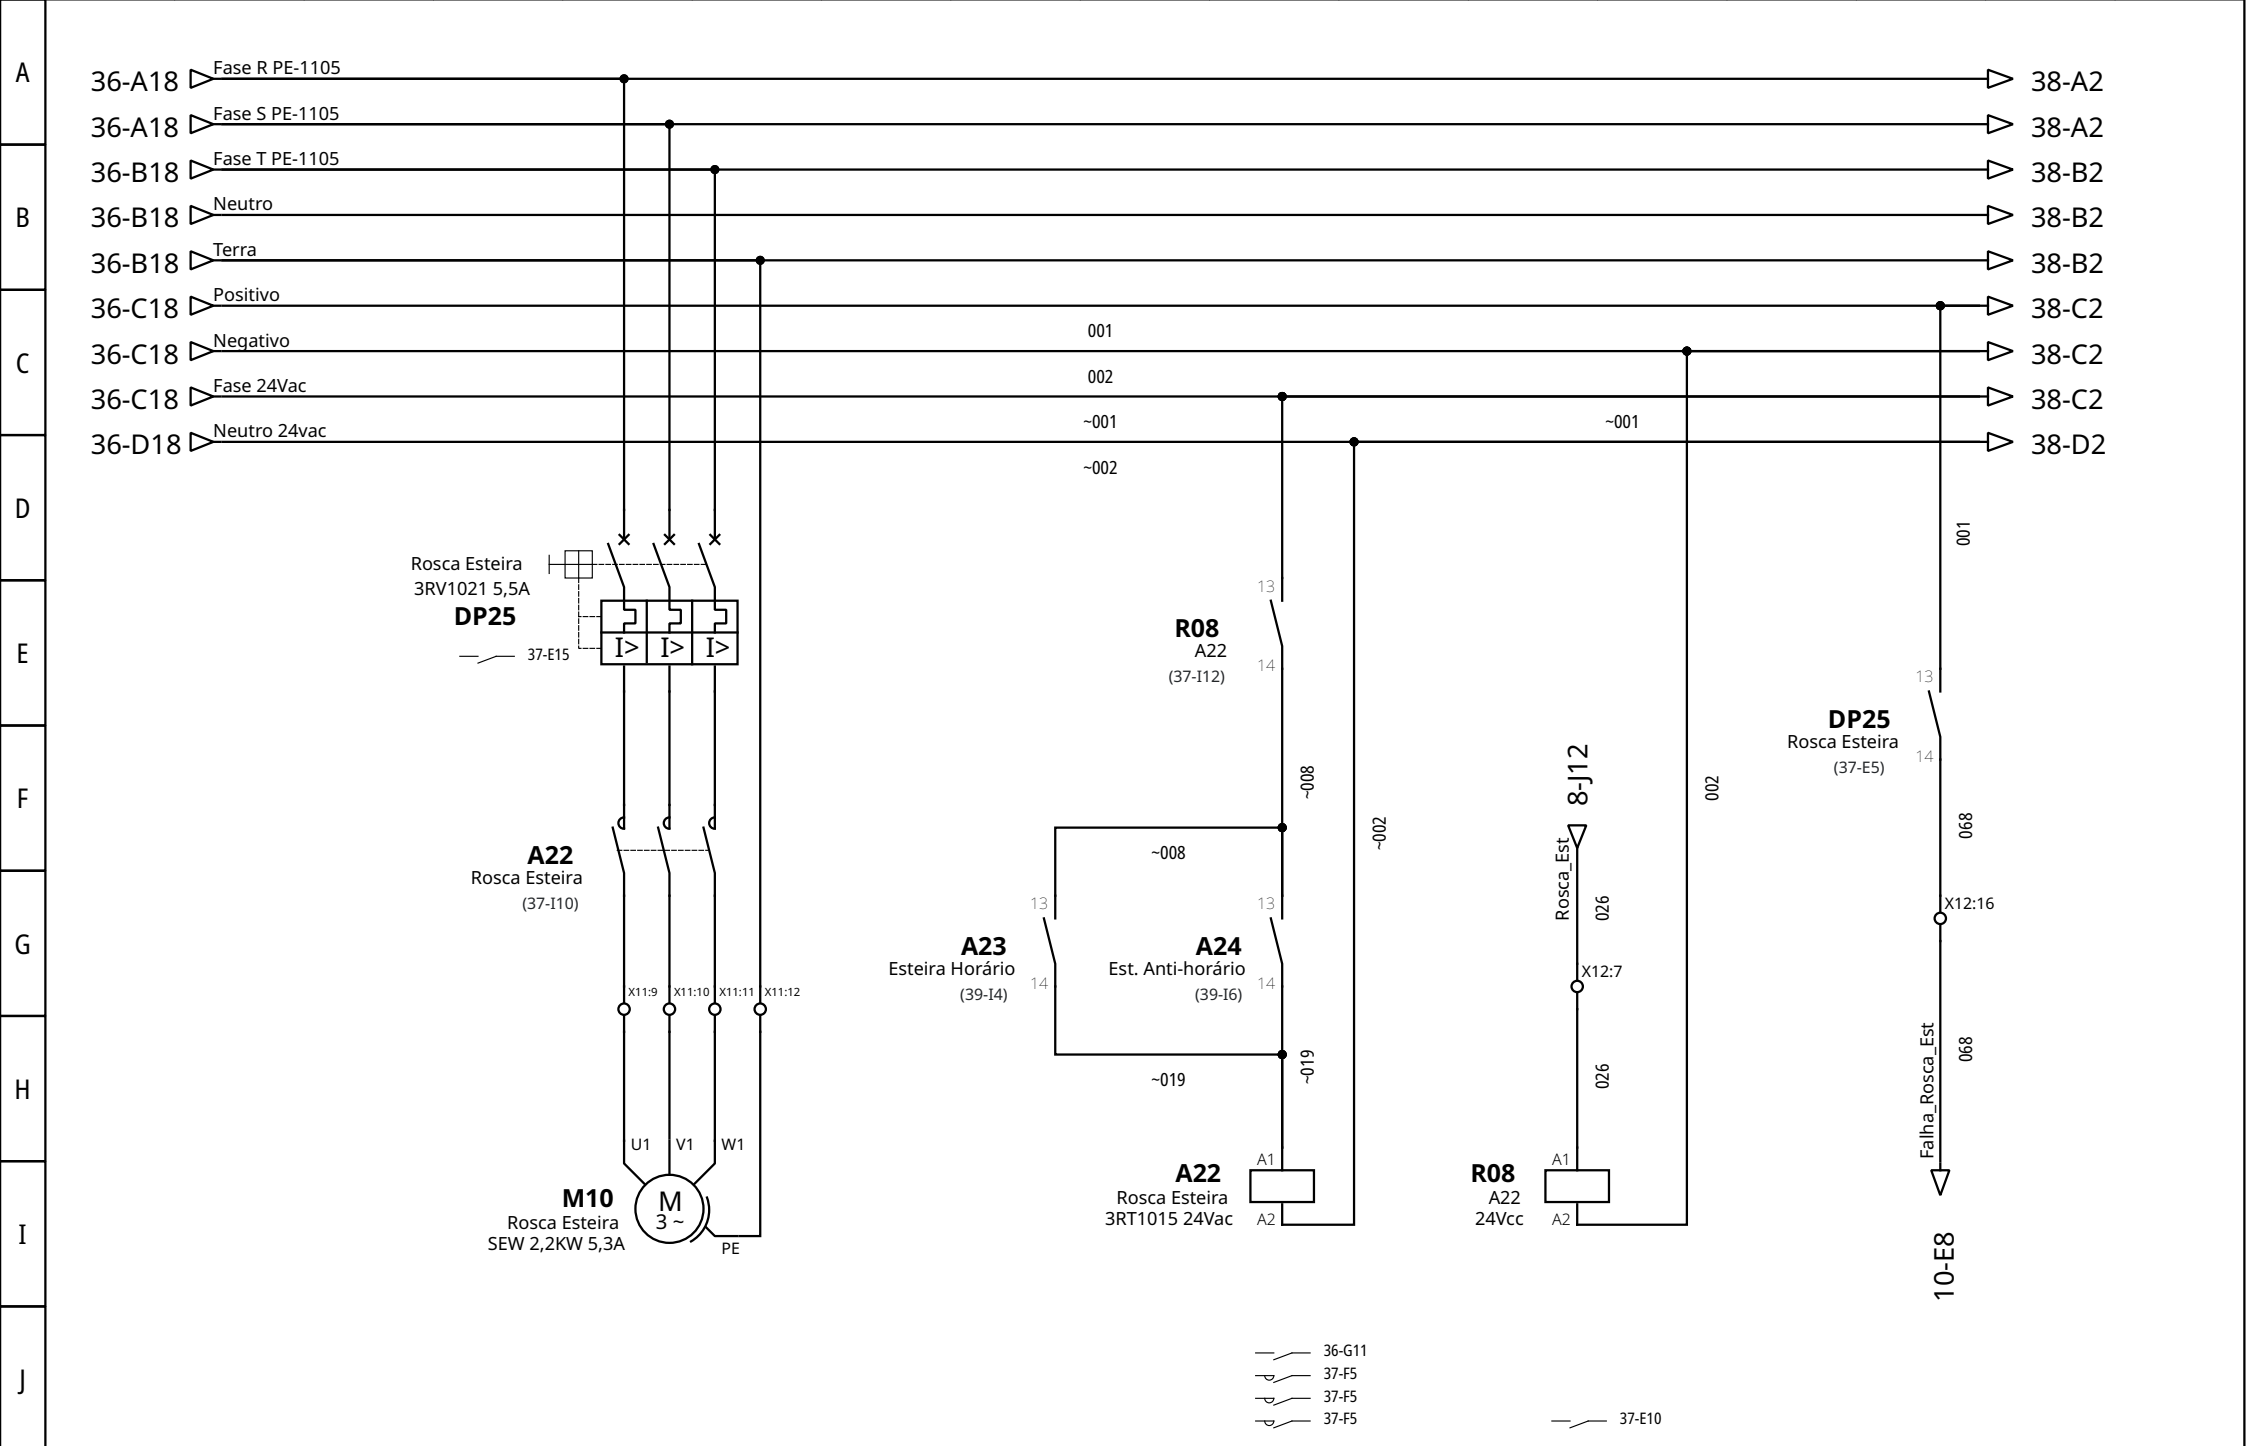 A
36-A18 Fase R PE-1105 38-A2
36-A18 Fase S PE-1105 38-A2
B
36-B18 Fase T PE-1105 38-B2
36-B18 Neutro 38-B2
36-B18 Terra 38-B2
C
36-C18 Positivo 38-C2
001
36-C18 Negativo 38-C2
002
36-C18 Fase 24Vac 38-C2
~001 ~001
36-D18 Neutro 24vac 38-D2
~002
D
Rosca Esteira
3RV1021 5,5A
DP25
37-E15
I> I> I>
E
13
R08
A22
(37-I12)
14
001
13
DP25
Rosca Esteira
(37-E5)
14
F
~008
~008
~002
8-J12
Rosca_Est
026
002
068
X12:16
A22
Rosca Esteira
(37-I10)
G
13
A23
Esteira Horário
(39-I4)
14
13
A24
Est. Anti-horário
(39-I6)
14
X12:7
X11:9 X11:10 X11:11 X11:12
H
~019
~019
026
Falha_Rosca_Est
068
U1 V1 W1
I
M10
Rosca Esteira
SEW 2,2KW 5,3A
M
3 ~
PE
A1
A22
Rosca Esteira
3RT1015 24Vac
A2
A1
R08
A22
24Vcc
A2
10-E8
J
36-G11
37-F5
37-F5
37-F5
37-E10